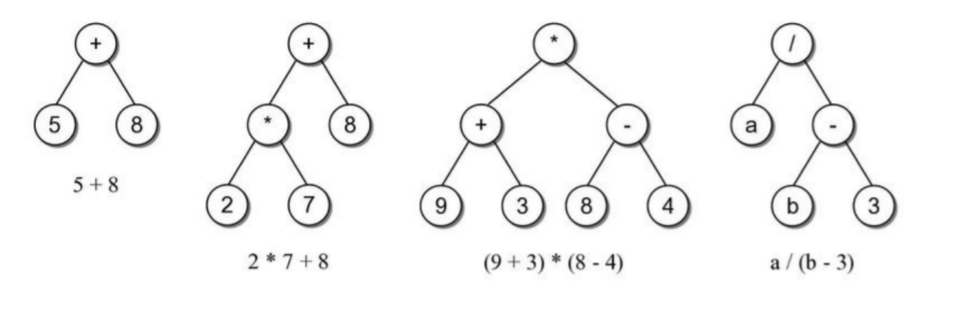 +
5 8
5 + 8
+
* 8
2 7
2 * 7 + 8
*
+ -
9 3 8 4
(9 + 3) * (8 - 4)
/
a -
b 3
a / (b - 3)